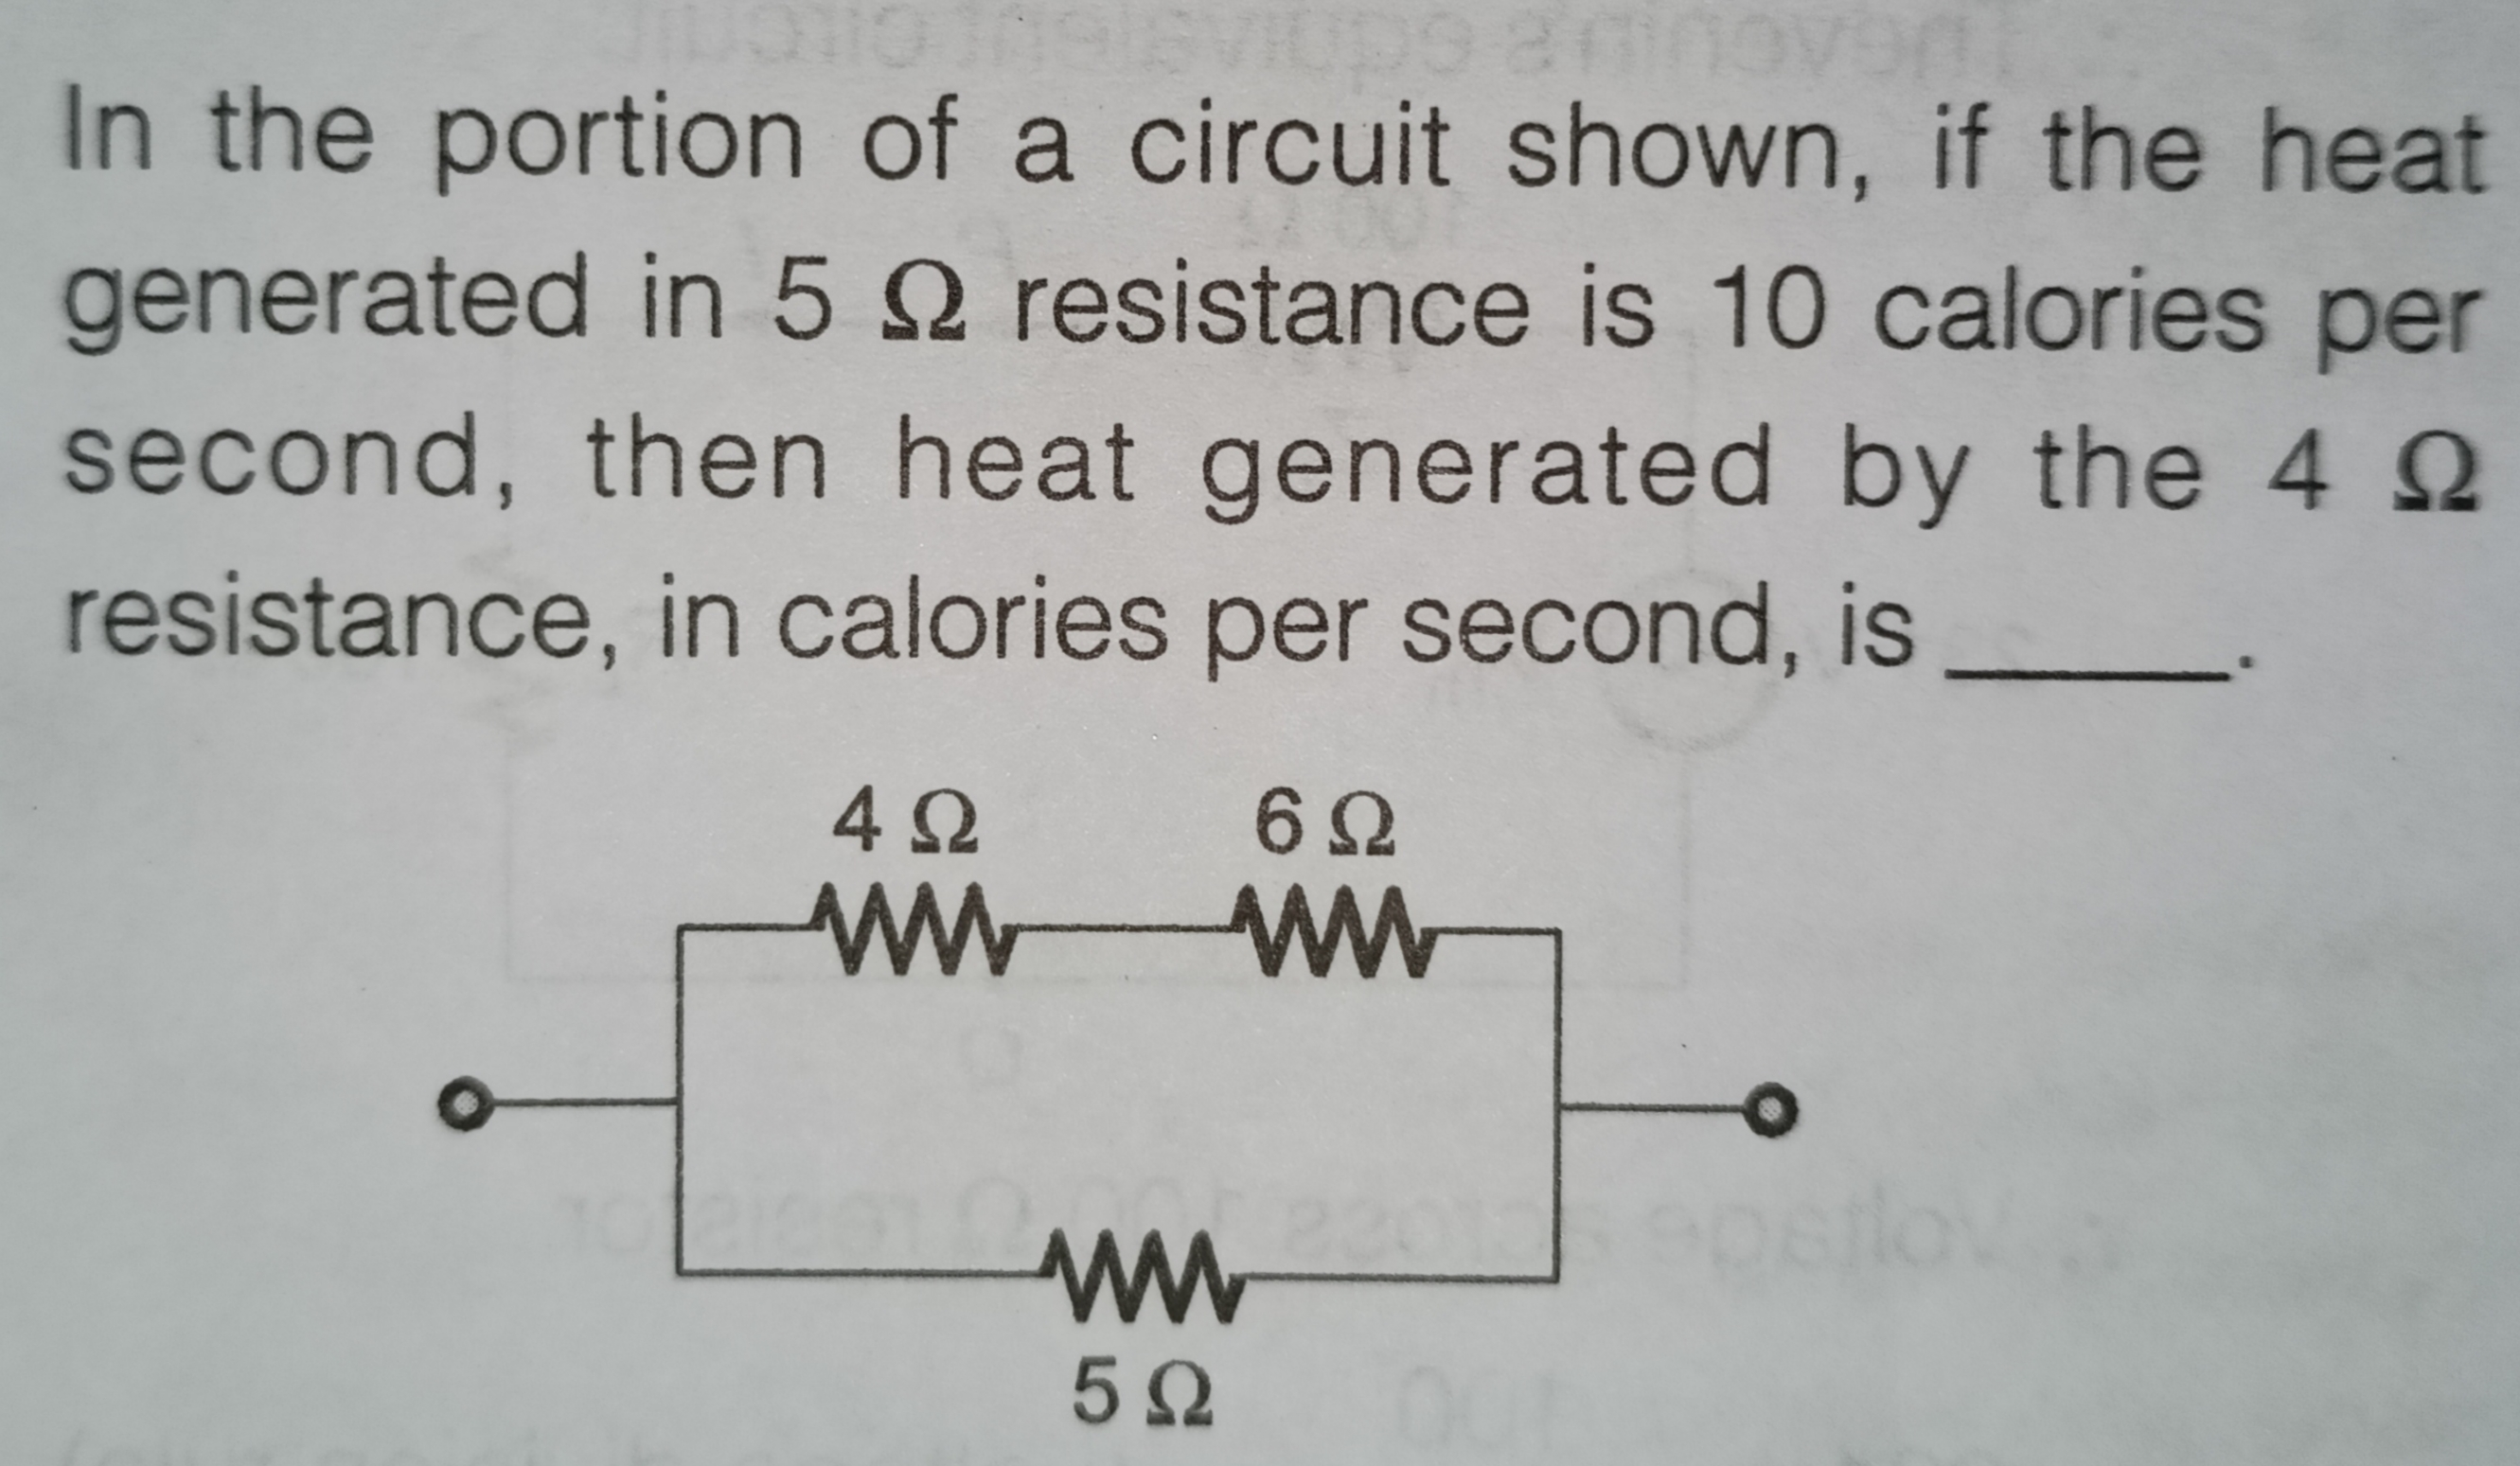 In the portion of a circuit shown, if the heat
generated in 5 Ω resistance is 10 calories per
second, then heat generated by the 4 Ω
resistance, in calories per second, is _____.
4 Ω 6 Ω
5 Ω